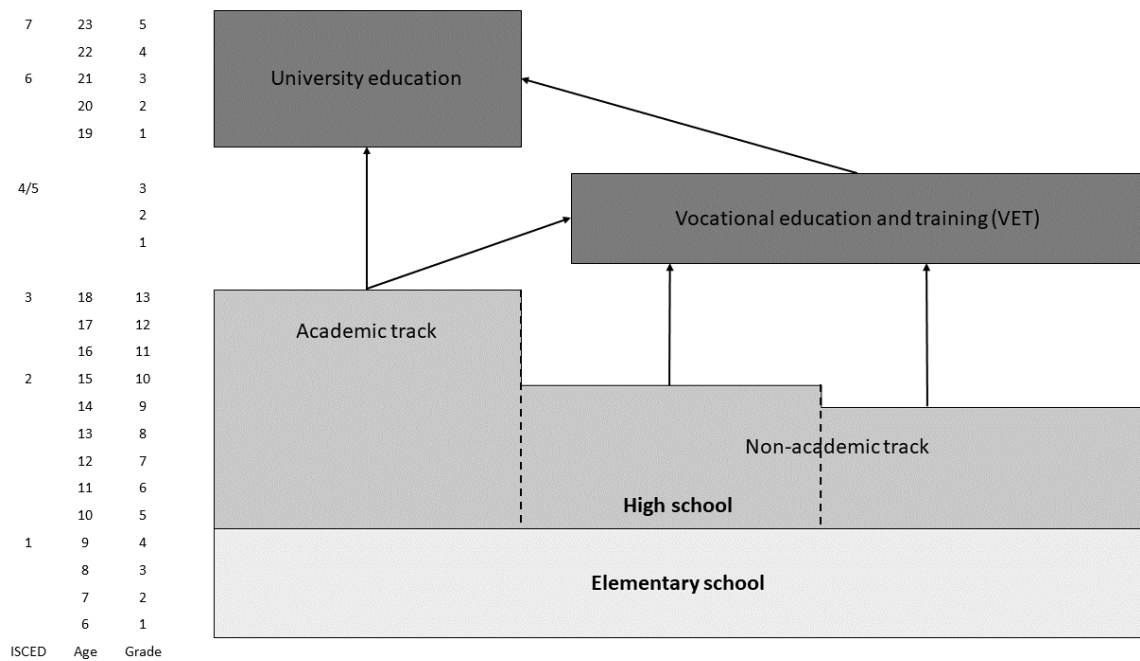 7 23 5
22 4
6 21 3
University education
20 2
19 1
4/5 3
2
Vocational education and training (VET)
1
3 18 13
17 12
Academic track
16 11
2 15 10
14 9
13 8
Non-academic track
12 7
11 6
High school
10 5
1 9 4
8 3
Elementary school
7 2
6 1
ISCED Age Grade